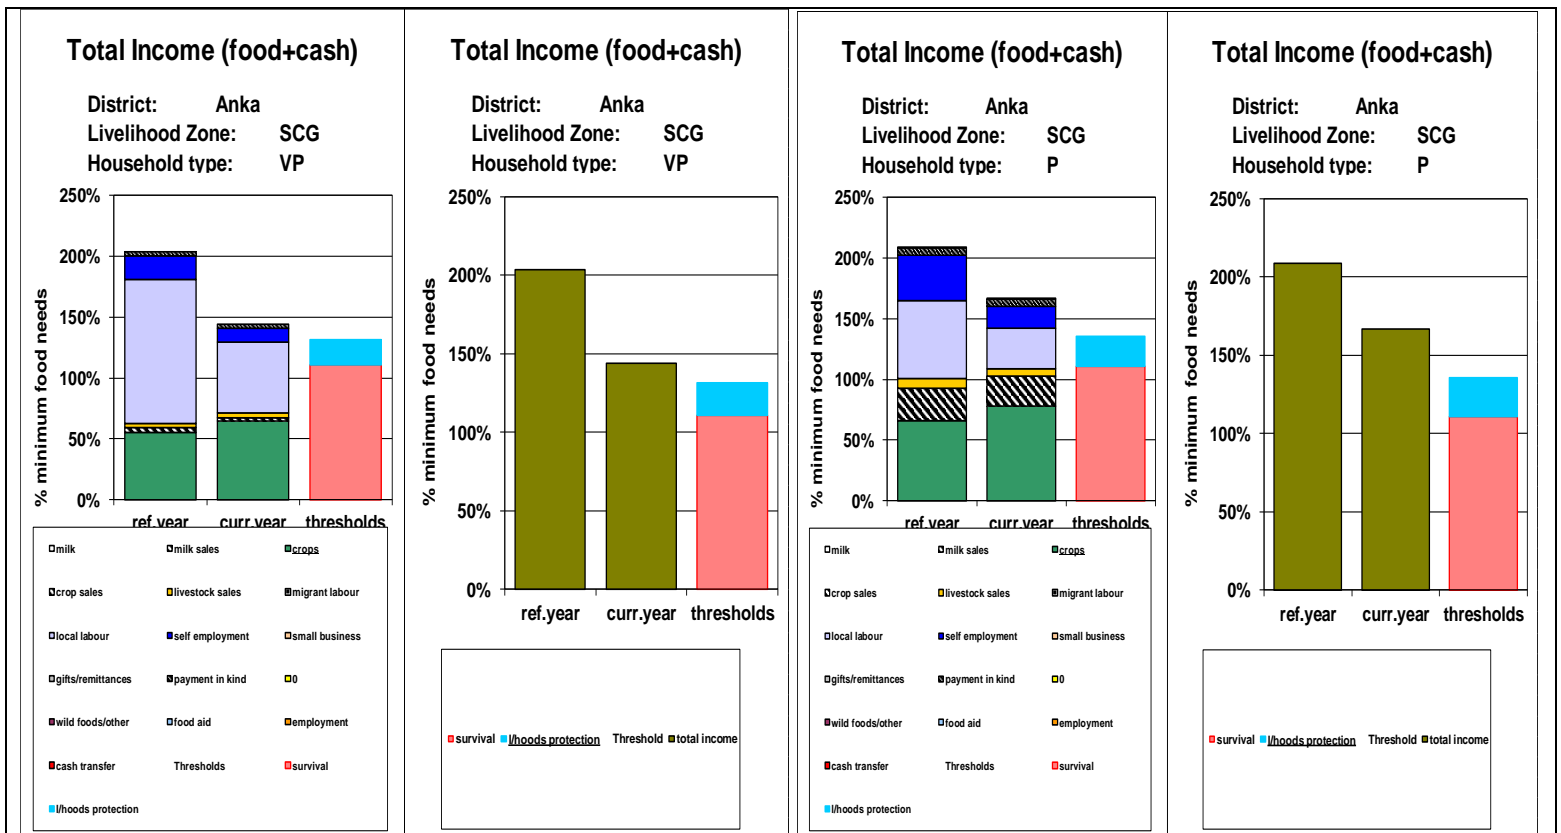 Total Income (food+cash)
District: Anka
Livelihood Zone: SCG
Household type: VP
% minimum food needs
250%
200%
150%
100%
50%
0%
ref.year curr.year thresholds
milk milk sales crops
crop sales livestock sales migrant labour
local labour self employment small business
gifts/remittances payment in kind 0
wild foods/other food aid employment
cash transfer Thresholds survival
l/hoods protection
Total Income (food+cash)
District: Anka
Livelihood Zone: SCG
Household type: VP
% minimum food needs
250%
200%
150%
100%
50%
0%
ref.year curr.year thresholds
survival l/hoods protection Threshold total income
Total Income (food+cash)
District: Anka
Livelihood Zone: SCG
Household type: P
% minimum food needs
250%
200%
150%
100%
50%
0%
ref.year curr.year thresholds
milk milk sales crops
crop sales livestock sales migrant labour
local labour self employment small business
gifts/remittances payment in kind 0
wild foods/other food aid employment
cash transfer Thresholds survival
l/hoods protection
Total Income (food+cash)
District: Anka
Livelihood Zone: SCG
Household type: P
% minimum food needs
250%
200%
150%
100%
50%
0%
ref.year curr.year thresholds
survival l/hoods protection Threshold total income